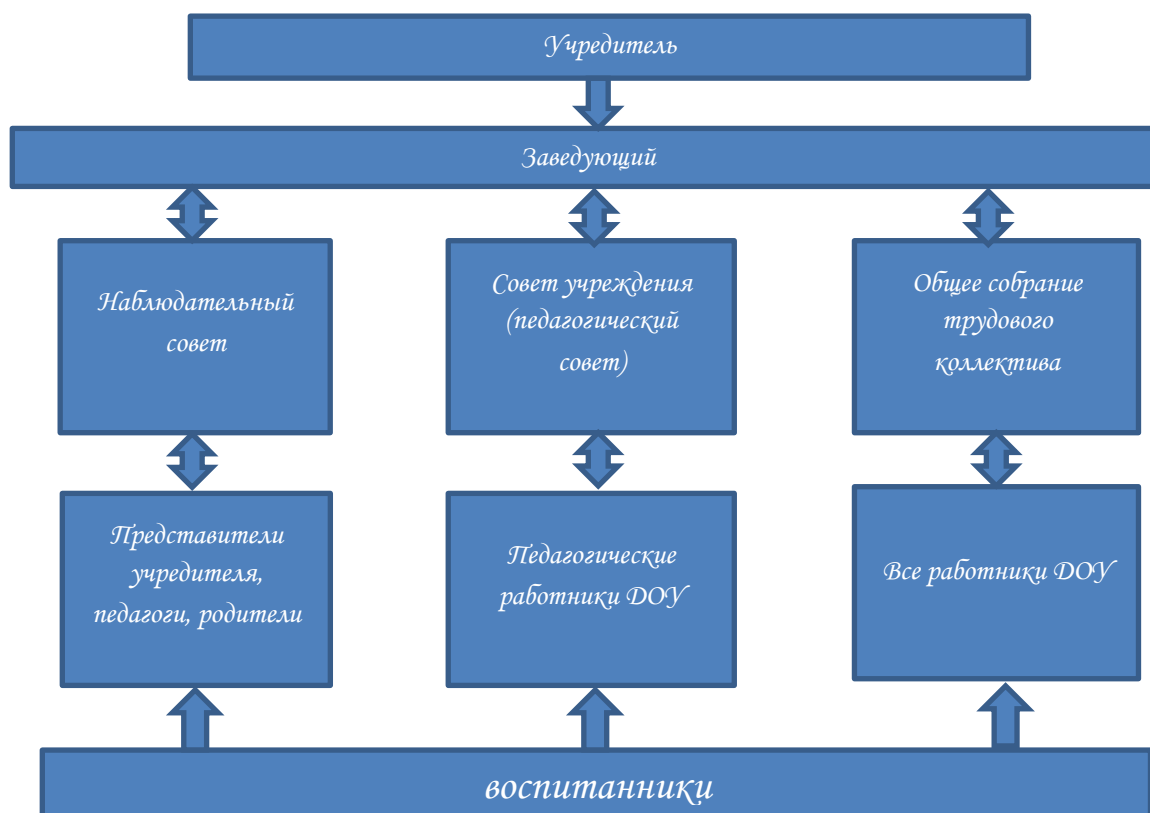 Учредитель
Заведующий
Наблюдательный
совет
Совет учреждения
(педагогический
совет)
Общее собрание
трудового
коллектива
Представители
учредителя,
педагоги, родители
Педагогические
работники ДОУ
Все работники ДОУ
воспитанники